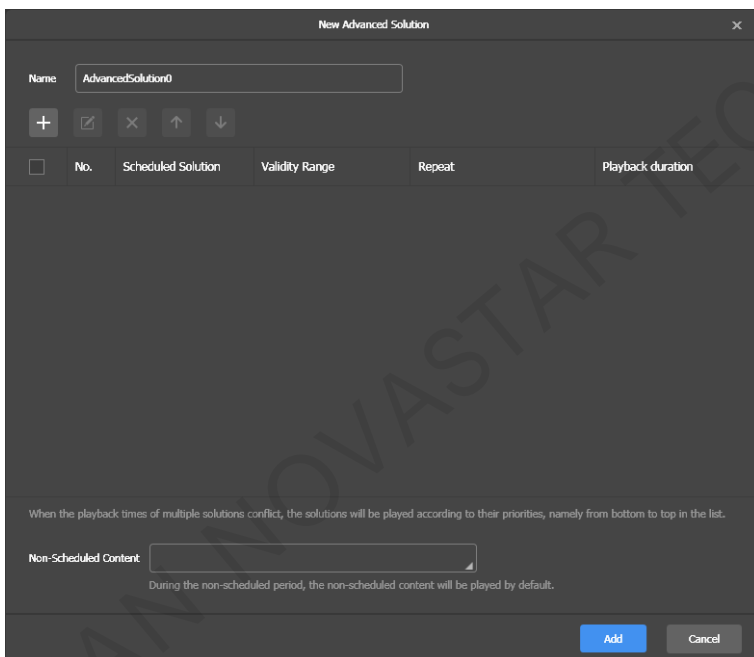 New Advanced Solution
Name AdvancedSolution0
No. Scheduled Solution Validity Range Repeat Playback duration
When the playback times of multiple solutions conflict, the solutions will be played according to their priorities, namely from bottom to top in the list.
Non-Scheduled Content
During the non-scheduled period, the non-scheduled content will be played by default.
Add Cancel
AN NOVASTAR TEC